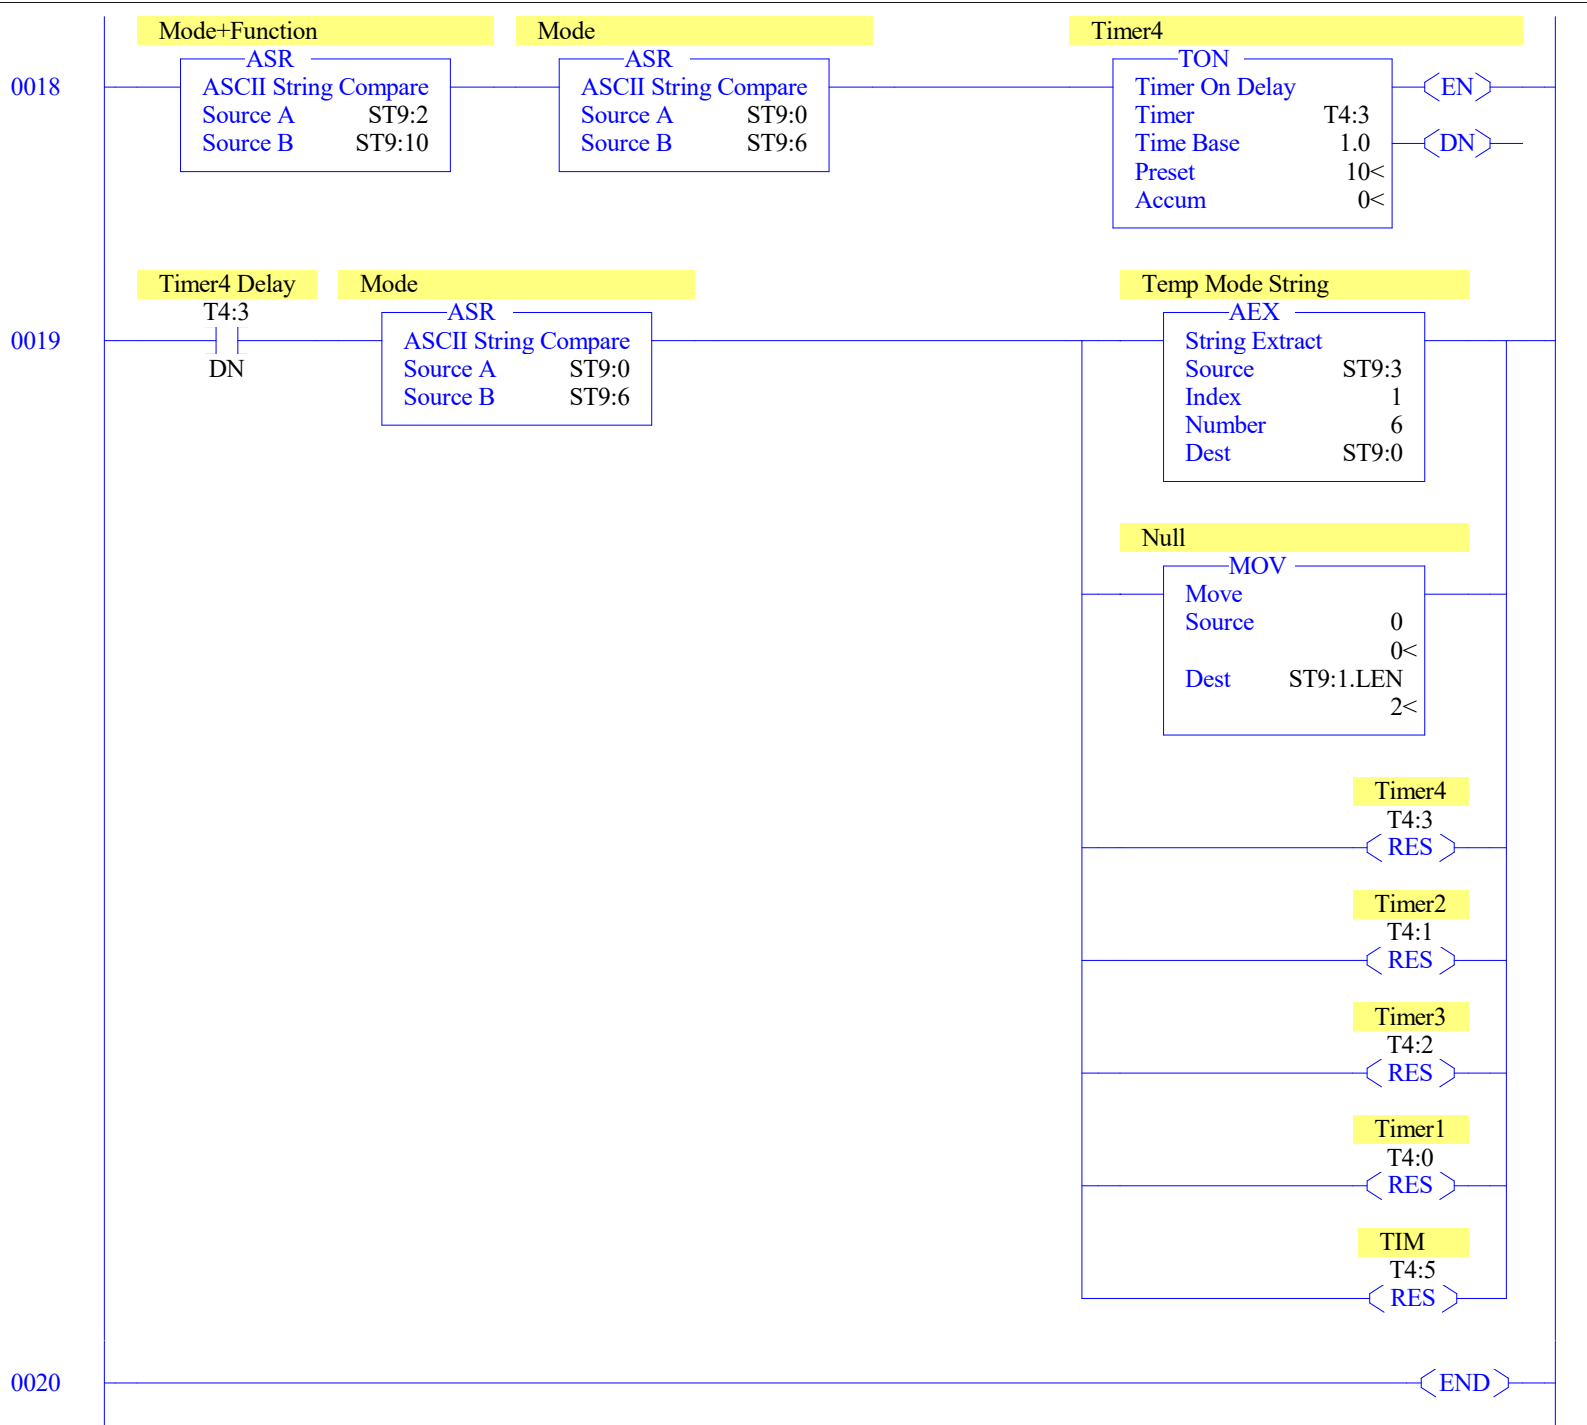 Mode+Function Mode Timer4
ASR ASR TON
0018 ASCII String Compare ASCII String Compare Timer On Delay EN
Source A ST9:2 Source A ST9:0 Timer T4:3
Source B ST9:10 Source B ST9:6 Time Base 1.0 DN
Preset 10<
Accum 0<
Timer4 Delay Mode Temp Mode String
T4:3 ASR AEX
0019 ASCII String Compare String Extract
DN Source A ST9:0 Source ST9:3
Source B ST9:6 Index 1
Number 6
Dest ST9:0
Null
MOV
Move
Source 0
0<
Dest ST9:1.LEN
2<
Timer4
T4:3
RES
Timer2
T4:1
RES
Timer3
T4:2
RES
Timer1
T4:0
RES
TIM
T4:5
RES
0020 END